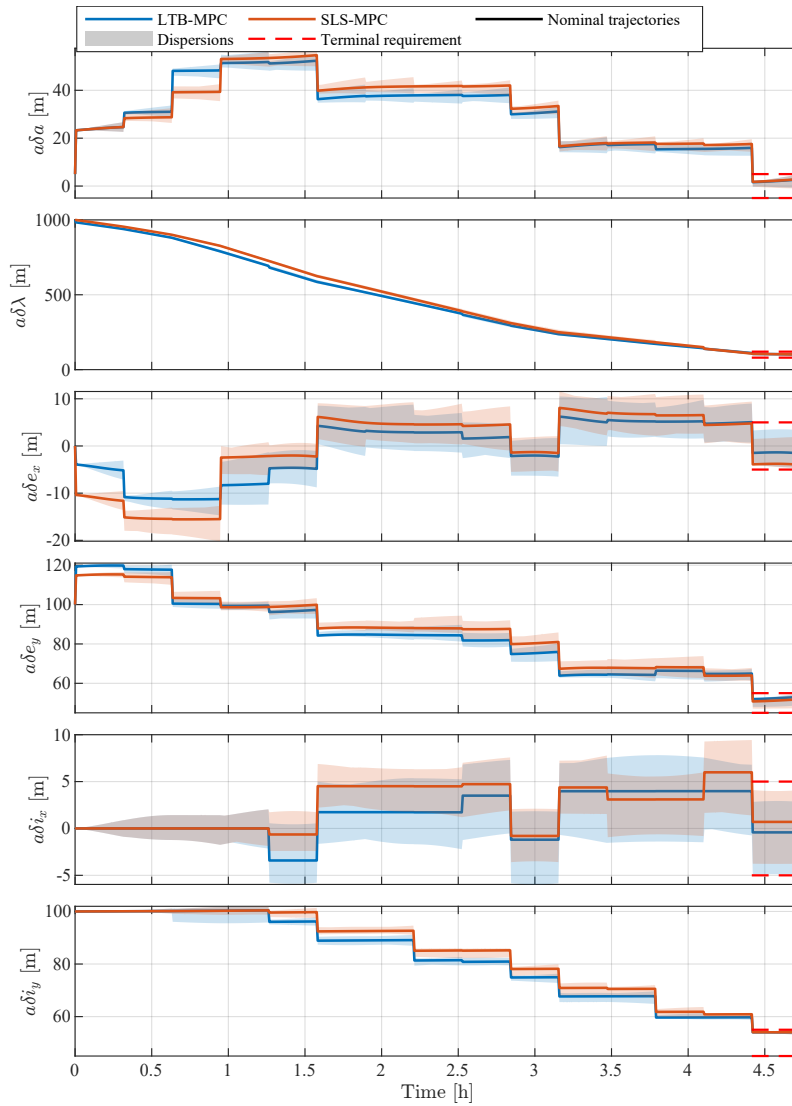 LTB-MPC SLS-MPC Nominal trajectories
Dispersions Terminal requirement
aδa [m]
40
20
0
aδλ [m]
1000
500
0
aδe_x [m]
10
0
-10
-20
aδe_y [m]
120
100
80
60
aδi_x [m]
10
5
0
-5
aδi_y [m]
100
80
60
0 0.5 1 1.5 2 2.5 3 3.5 4 4.5
Time [h]